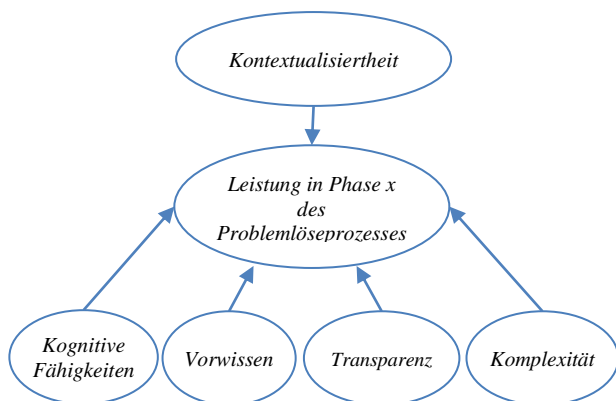 Kontextualisiertheit
Leistung in Phase x
des
Problemlöseprozesses
Kognitive
Fähigkeiten
Vorwissen
Transparenz
Komplexität